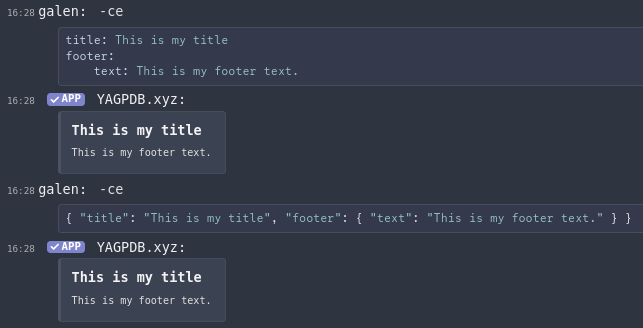 16:28 galen: -ce
title: This is my title
footer:
    text: This is my footer text.
16:28 ✓ APP YAGPDB.xyz:
This is my title
This is my footer text.
16:28 galen: -ce
{ "title": "This is my title", "footer": { "text": "This is my footer text." } }
16:28 ✓ APP YAGPDB.xyz:
This is my title
This is my footer text.